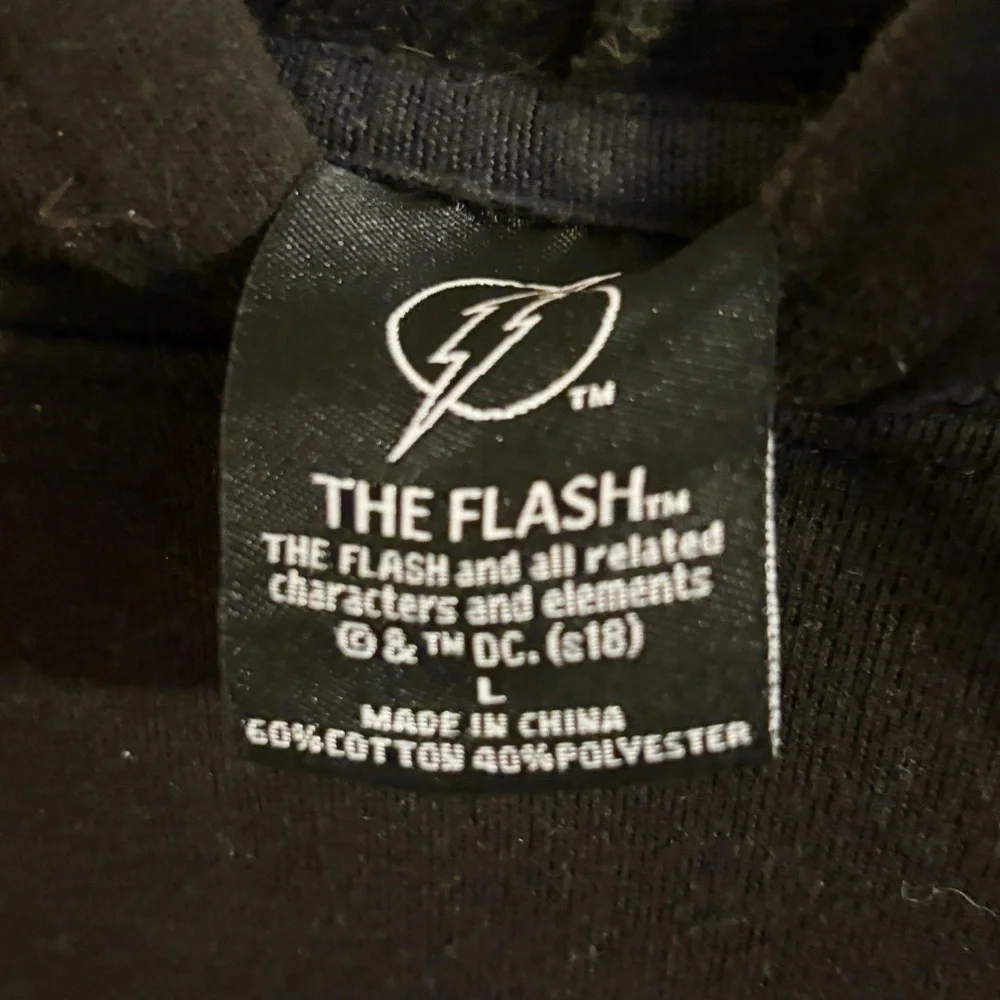 TM
THE FLASH™
THE FLASH and all related
characters and elements
© & ™ DC. (s18)
L
MADE IN CHINA
60%COTTON 40%POLYESTER